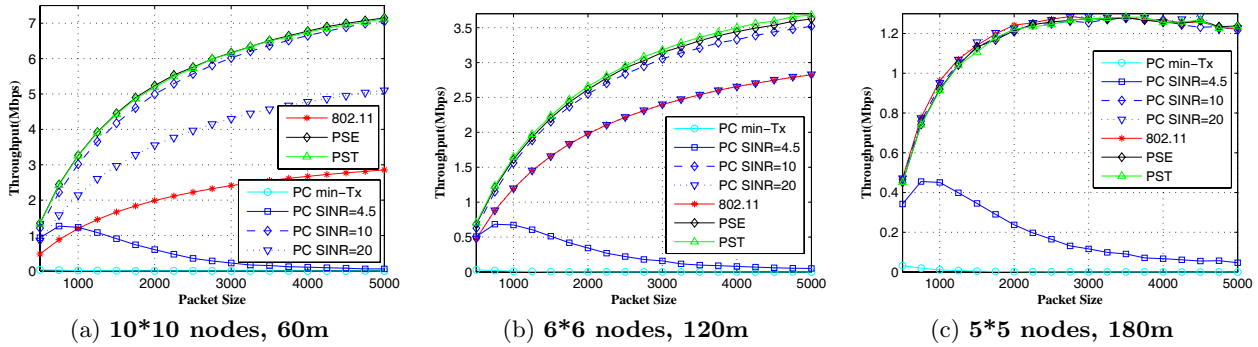 7
6
5
4
3
2
1
0
Throughput(Mbps)
1000
2000
3000
4000
5000
Packet Size
802.11
PSE
PST
PC min-Tx
PC SINR=4.5
PC SINR=10
PC SINR=20
(a) 10*10 nodes, 60m
3.5
3
2.5
2
1.5
1
0.5
0
Throughput(Mbps)
1000
2000
3000
4000
5000
Packet Size
PC min-Tx
PC SINR=4.5
PC SINR=10
PC SINR=20
802.11
PSE
PST
(b) 6*6 nodes, 120m
1.2
1
0.8
0.6
0.4
0.2
0
Throughput(Mbps)
1000
2000
3000
4000
5000
Packet Size
PC min-Tx
PC SINR=4.5
PC SINR=10
PC SINR=20
802.11
PSE
PST
(c) 5*5 nodes, 180m